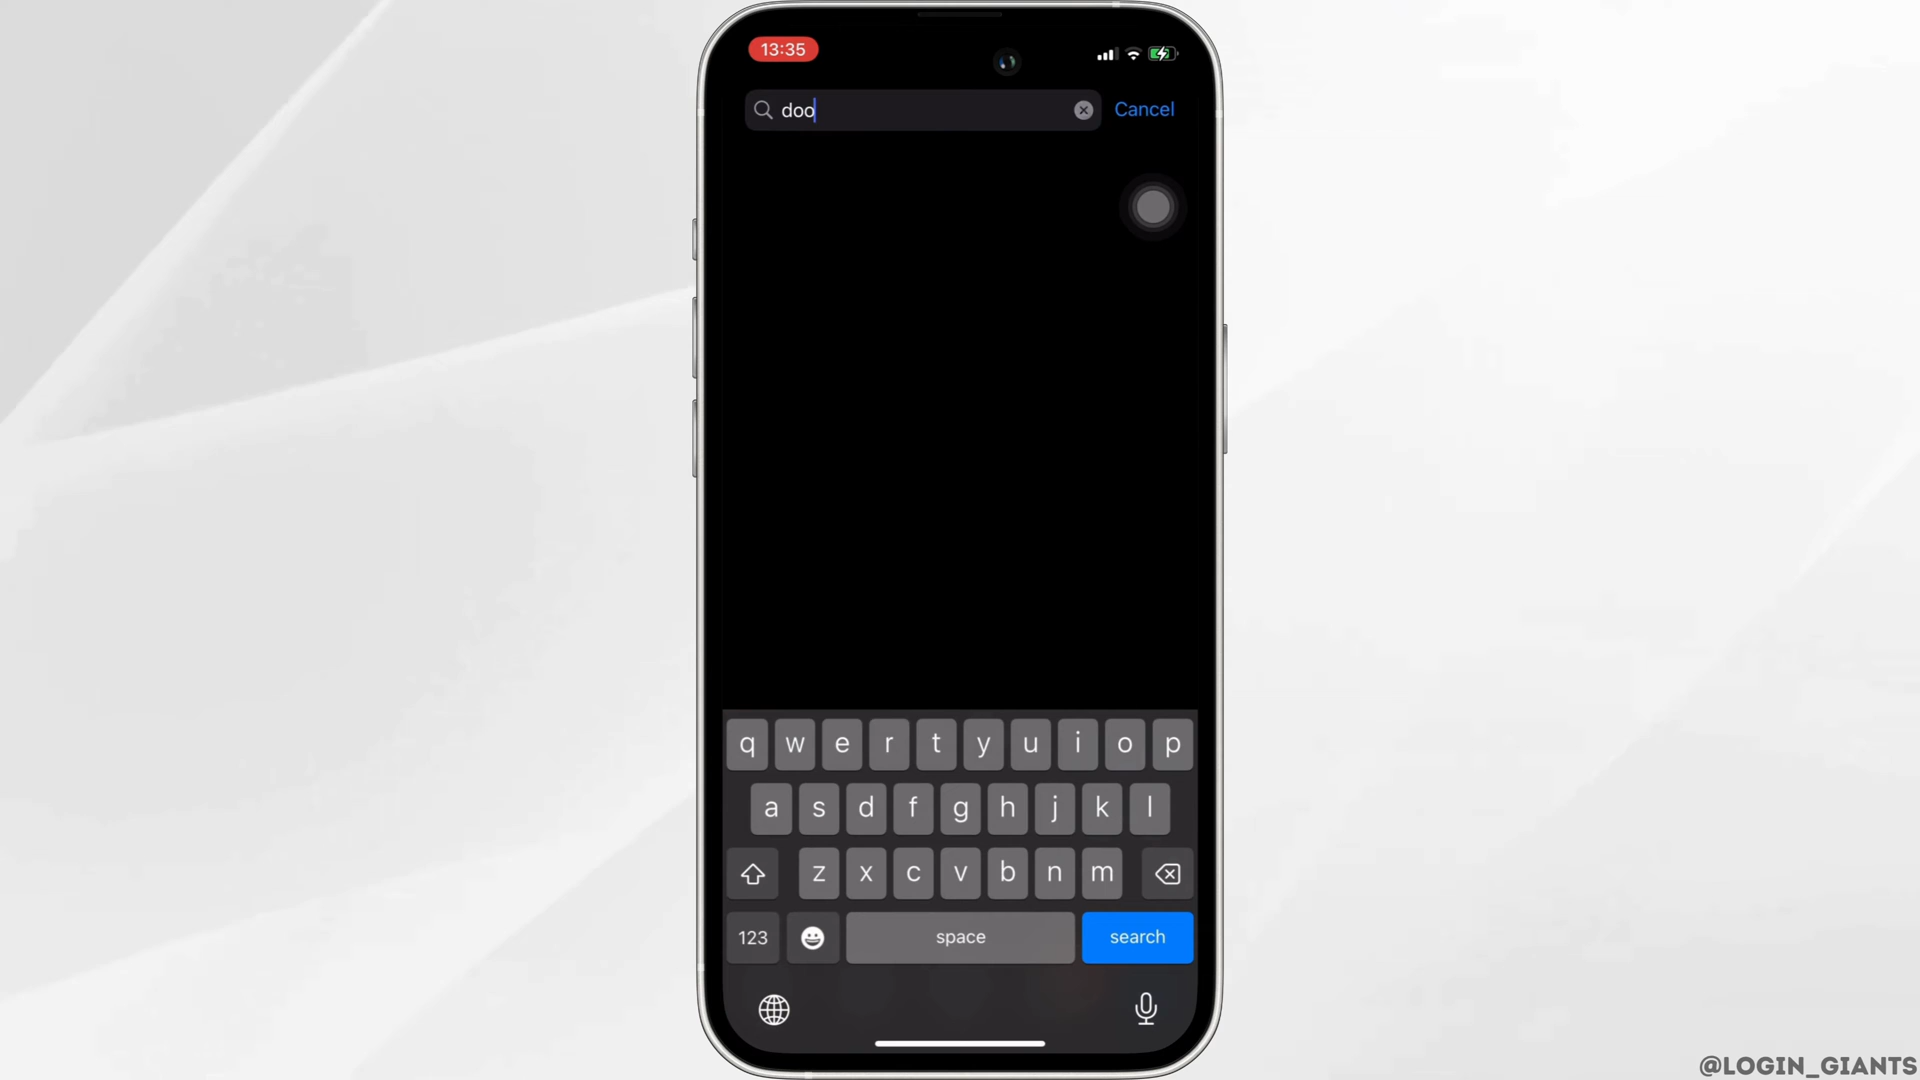 13:35
doo
Cancel
q w e r t y u i o p
a s d f g h j k l
z x c v b n m
123 space search
@LOGIN_GIANTS